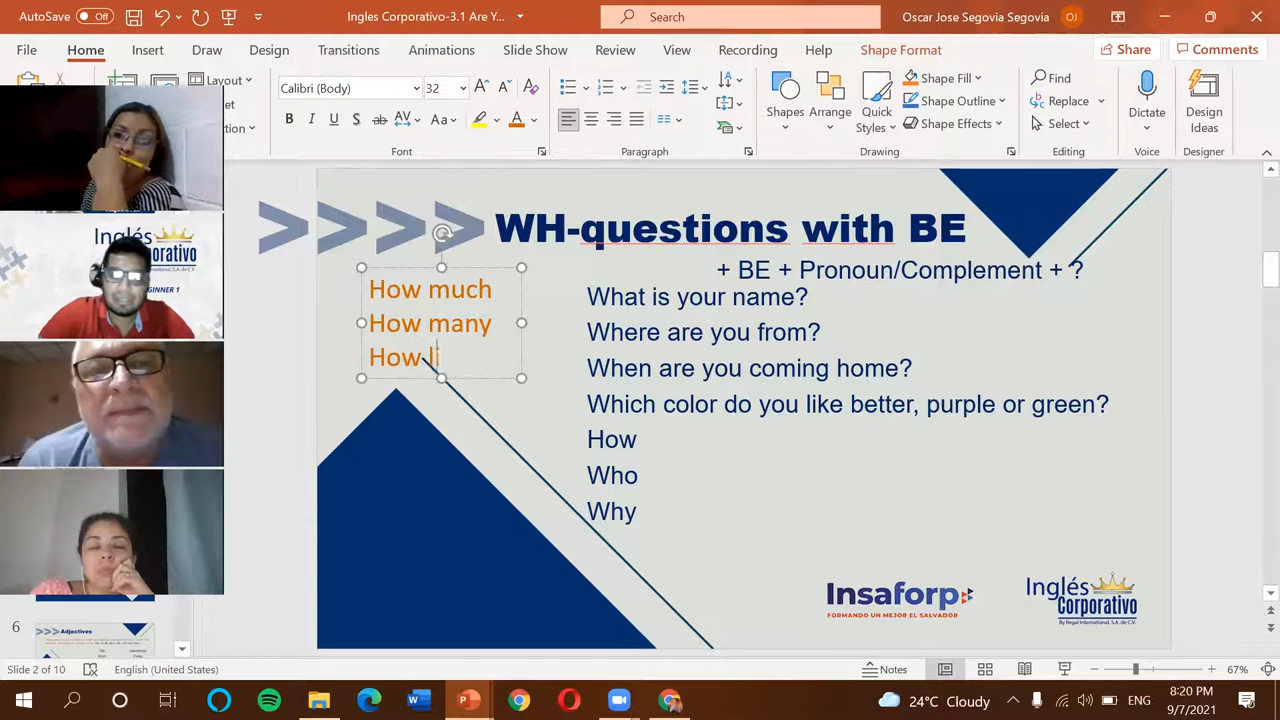 AutoSave Off Ingles Corporativo-3.1 Are Y... Search Oscar Jose Segovia Segovia OJ
File Home Insert Draw Design Transitions Animations Slide Show Review View Recording Help Shape Format Share Comments
Layout Calibri (Body) 32 Shape Fill Find
Shapes Arrange Quick Styles Shape Outline Replace Dictate Design Ideas
Shape Effects Select
Font Paragraph Drawing Editing Voice Designer
>>>> WH-questions with BE
+ BE + Pronoun/Complement + ?
How much
How many
How li
What is your name?
Where are you from?
When are you coming home?
Which color do you like better, purple or green?
How
Who
Why
Insaforp
FORMANDO UN MEJOR EL SALVADOR
Inglés
Corporativo
By Regal International, S.A. de C.V.
6
>>> Adjectives
Slide 2 of 10 English (United States) Notes 67%
24°C Cloudy ENG 8:20 PM
9/7/2021